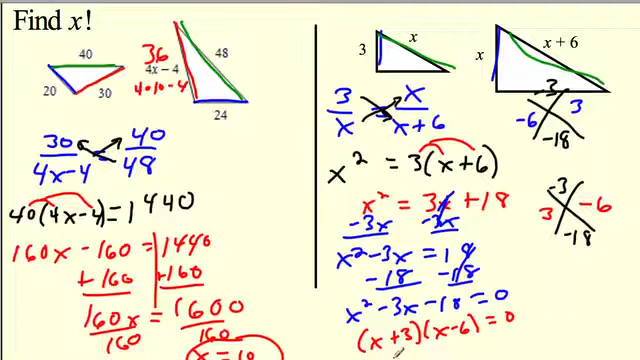 Find x!
40
20
30
36
4x – 4
4(10)-4
48
24
30/(4x-4) = 40/48
40(4x-4) = 1440
160x - 160 = 1440
+160 +160
160x = 1600
160 160
x = 10
3
x
x
x + 6
3/x = x/(x+6)
-3
-6 3
-18
x² = 3(x+6)
x² = 3x + 18
-3x -3x
x² - 3x = 18
-18 -18
x² - 3x - 18 = 0
(x+3)(x-6) = 0
-3
3 -6
-18